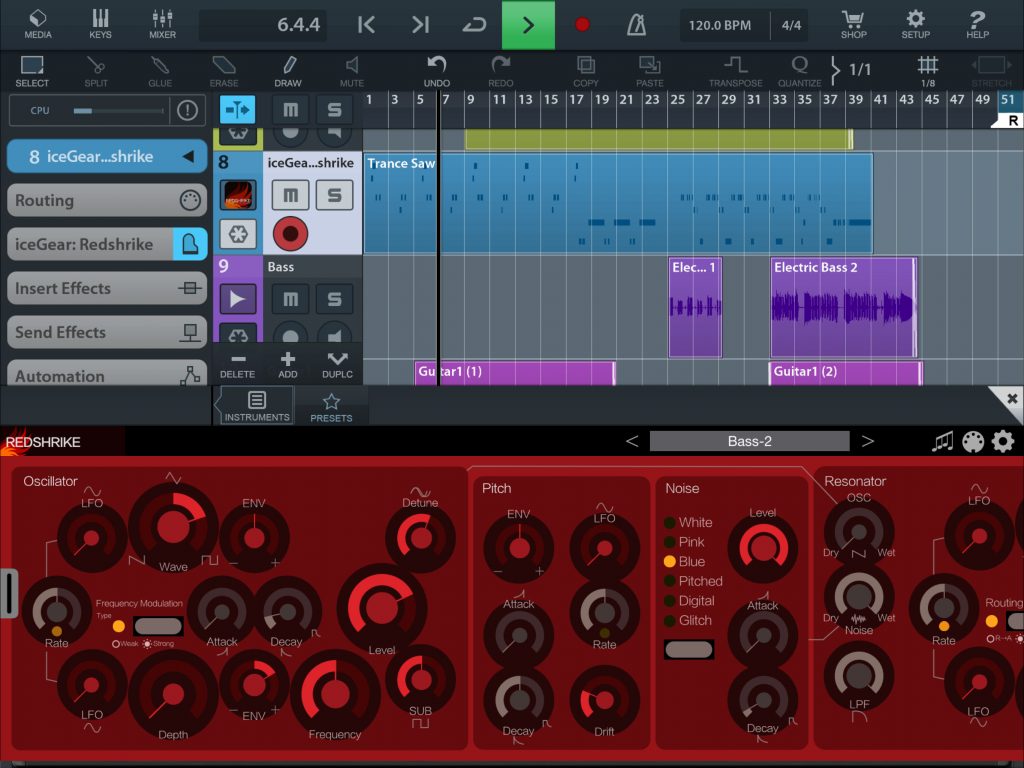 6.4.4
120.0 BPM 4/4
MEDIA KEYS MIXER SHOP SETUP HELP
SELECT SPLIT GLUE ERASE DRAW MUTE UNDO REDO COPY PASTE TRANSPOSE QUANTIZE 1/1 1/8 STRETCH
CPU
M S
1 3 5 7 9 11 13 15 17 19 21 23 25 27 29 31 33 35 37 39 41 43 45 47 49 51
R
8 iceGear...shrike
8 iceGea...shrike
Trance Saw
Routing
REDSHRIKE
M S
iceGear: Redshrike
9 Bass
Elec... 1
Electric Bass 2
Insert Effects
M S
Send Effects
DELETE ADD DUPLC
Guitar1 (1)
Guitar1 (2)
Automation
INSTRUMENTS PRESETS
REDSHRIKE
< Bass-2 >
Oscillator
LFO
ENV
Detune
Wave
Frequency Modulation
Type
Weak Strong
Rate
Attack
Decay
Level
LFO
Depth
ENV
Frequency
SUB
Pitch
ENV
LFO
Attack
Rate
Decay
Drift
Noise
White
Pink
Blue
Pitched
Digital
Glitch
Level
Attack
Decay
Resonator
OSC
Dry Wet
Dry Wet
Noise
LPF
LFO
Rate
Routing
R→A
LFO